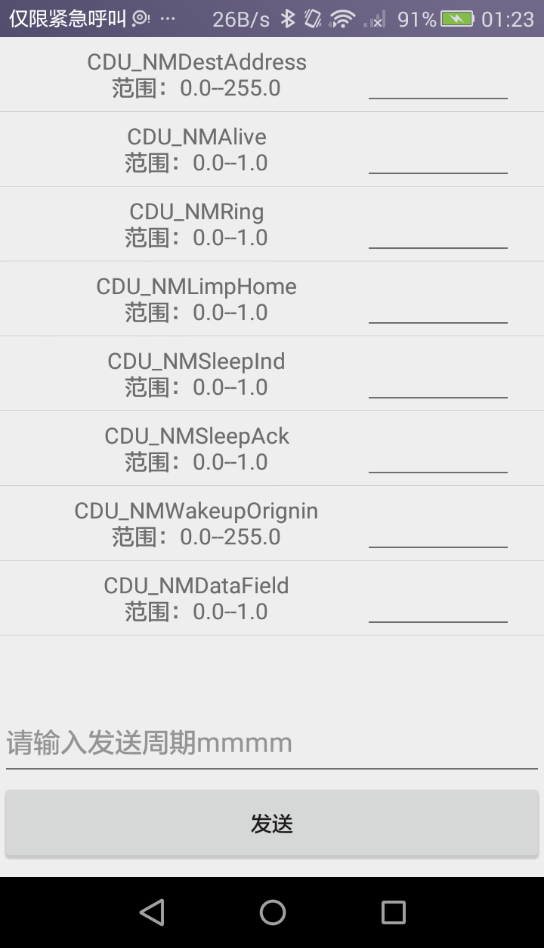 仅限紧急呼叫 ··· 26B/s 91% 01:23
CDU_NMDestAddress
范围：0.0--255.0
CDU_NMAlive
范围：0.0--1.0
CDU_NMRing
范围：0.0--1.0
CDU_NMLimpHome
范围：0.0--1.0
CDU_NMSleepInd
范围：0.0--1.0
CDU_NMSleepAck
范围：0.0--1.0
CDU_NMWakeupOrignin
范围：0.0--255.0
CDU_NMDataField
范围：0.0--1.0
请输入发送周期mmmm
发送